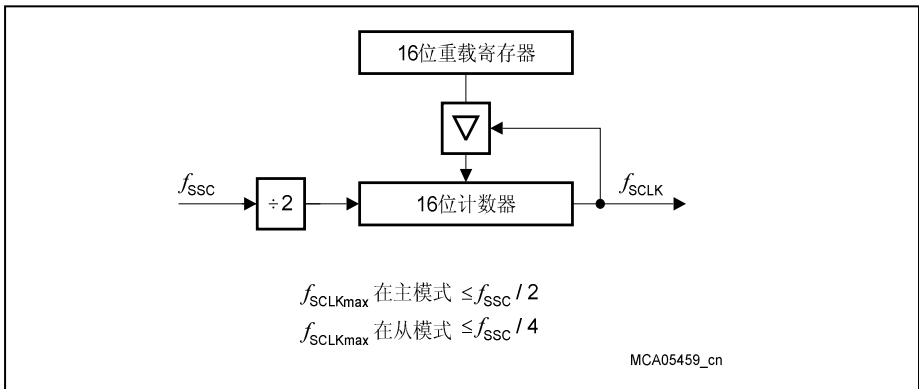 16位重载寄存器
fSSC
÷2
16位计数器
fSCLK
fSCLKmax 在主模式 ≤fSSC / 2
fSCLKmax 在从模式 ≤fSSC / 4
MCA05459_cn